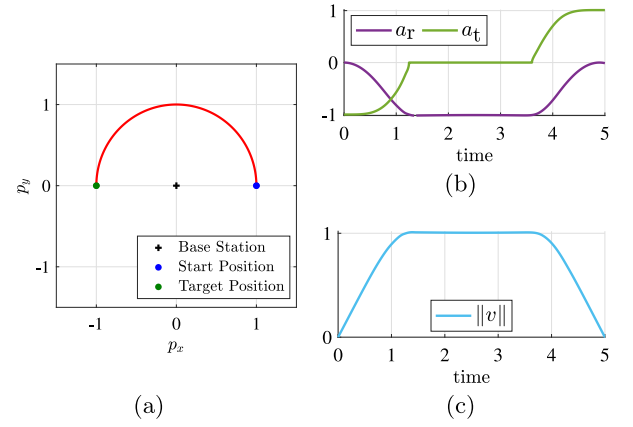 1
0
-1
p_y
-1
0
1
p_x
Base Station
Start Position
Target Position
(a)
1
0
-1
a_r
a_t
0
1
2
3
4
5
time
(b)
1
0
||v||
0
1
2
3
4
5
time
(c)